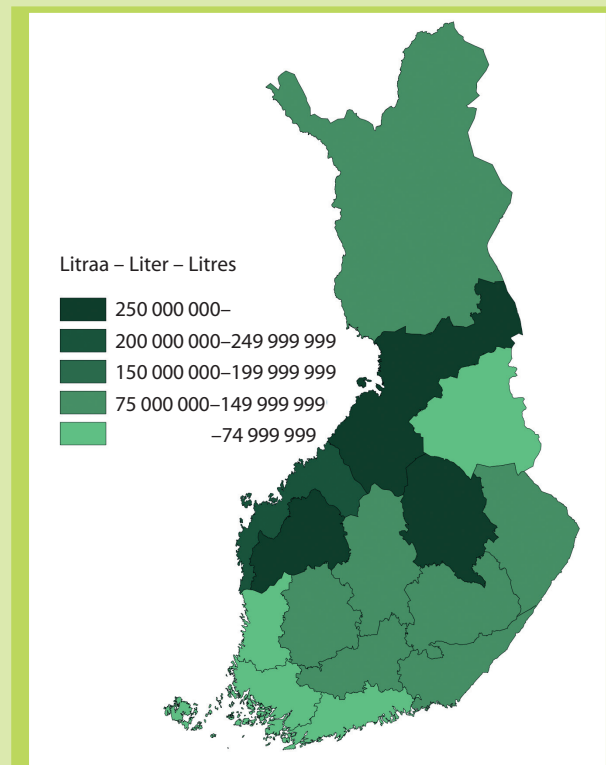 Litraa – Liter – Litres
250 000 000–
200 000 000–249 999 999
150 000 000–199 999 999
75 000 000–149 999 999
–74 999 999